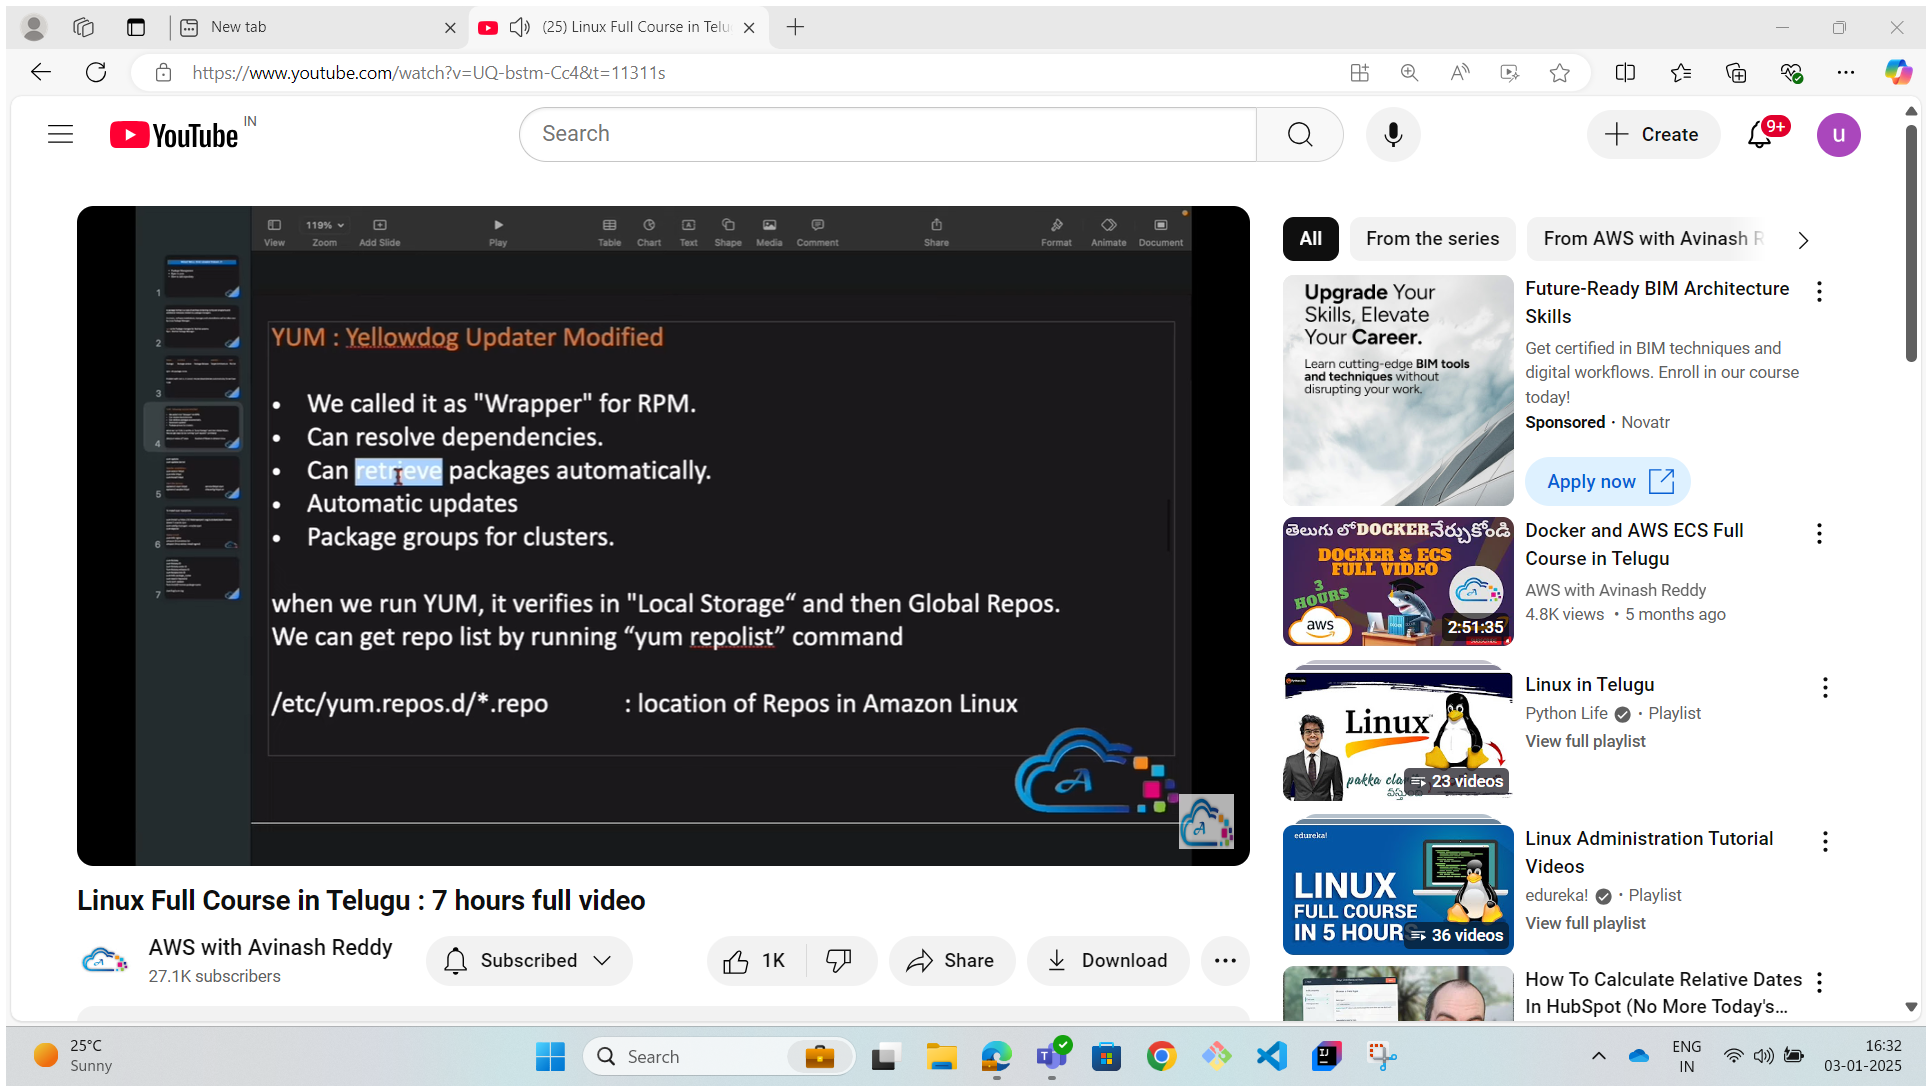 New tab
(25) Linux Full Course in Telu
https://www.youtube.com/watch?v=UQ-bstm-Cc4&t=11311s
YouTube IN
Search
Create
9+
u
119%
View Zoom Add Slide Play Table Chart Text Shape Media Comment Share Format Animate Document
1
2
3
4
5
6
7
YUM : Yellowdog Updater Modified
• We called it as "Wrapper" for RPM.
• Can resolve dependencies.
• Can retrieve packages automatically.
• Automatic updates
• Package groups for clusters.
when we run YUM, it verifies in "Local Storage“ and then Global Repos.
We can get repo list by running “yum repolist” command
/etc/yum.repos.d/*.repo : location of Repos in Amazon Linux
A
A
Linux Full Course in Telugu : 7 hours full video
AWS with Avinash Reddy
27.1K subscribers
Subscribed
1K
Share
Download
All
From the series
From AWS with Avinash R
Upgrade Your
Skills, Elevate
Your Career.
Learn cutting-edge BIM tools
and techniques without
disrupting your work.
Future-Ready BIM Architecture
Skills
Get certified in BIM techniques and
digital workflows. Enroll in our course
today!
Sponsored · Novatr
Apply now
తెలుగు లో DOCKER నేర్చుకోండి
DOCKER & ECS
FULL VIDEO
3
HOURS
aws
2:51:35
Docker and AWS ECS Full
Course in Telugu
AWS with Avinash Reddy
4.8K views • 5 months ago
Linux
pakka cla
23 videos
Linux in Telugu
Python Life · Playlist
View full playlist
edureka!
LINUX
FULL COURSE
IN 5 HOURS
36 videos
Linux Administration Tutorial
Videos
edureka! · Playlist
View full playlist
How To Calculate Relative Dates
In HubSpot (No More Today's...
25°C
Sunny
Search
ENG
IN
16:32
03-01-2025